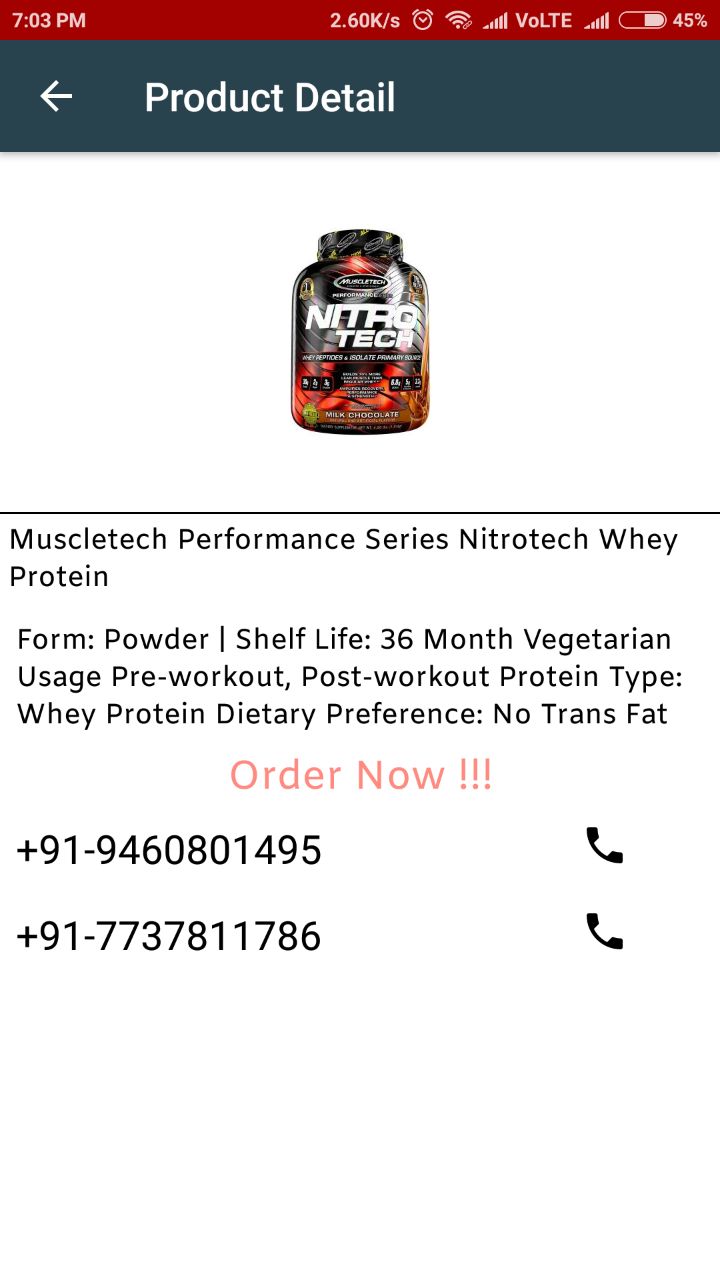 7:03 PM 2.60K/s VoLTE 45%
Product Detail
MUSCLETECH
PERFORMANCE
NITRO
TECH
WHEY PEPTIDES & ISOLATE PRIMARY SOURCE
MILK CHOCOLATE
Muscletech Performance Series Nitrotech Whey
Protein
Form: Powder | Shelf Life: 36 Month Vegetarian
Usage Pre-workout, Post-workout Protein Type:
Whey Protein Dietary Preference: No Trans Fat
Order Now !!!
+91-9460801495
+91-7737811786